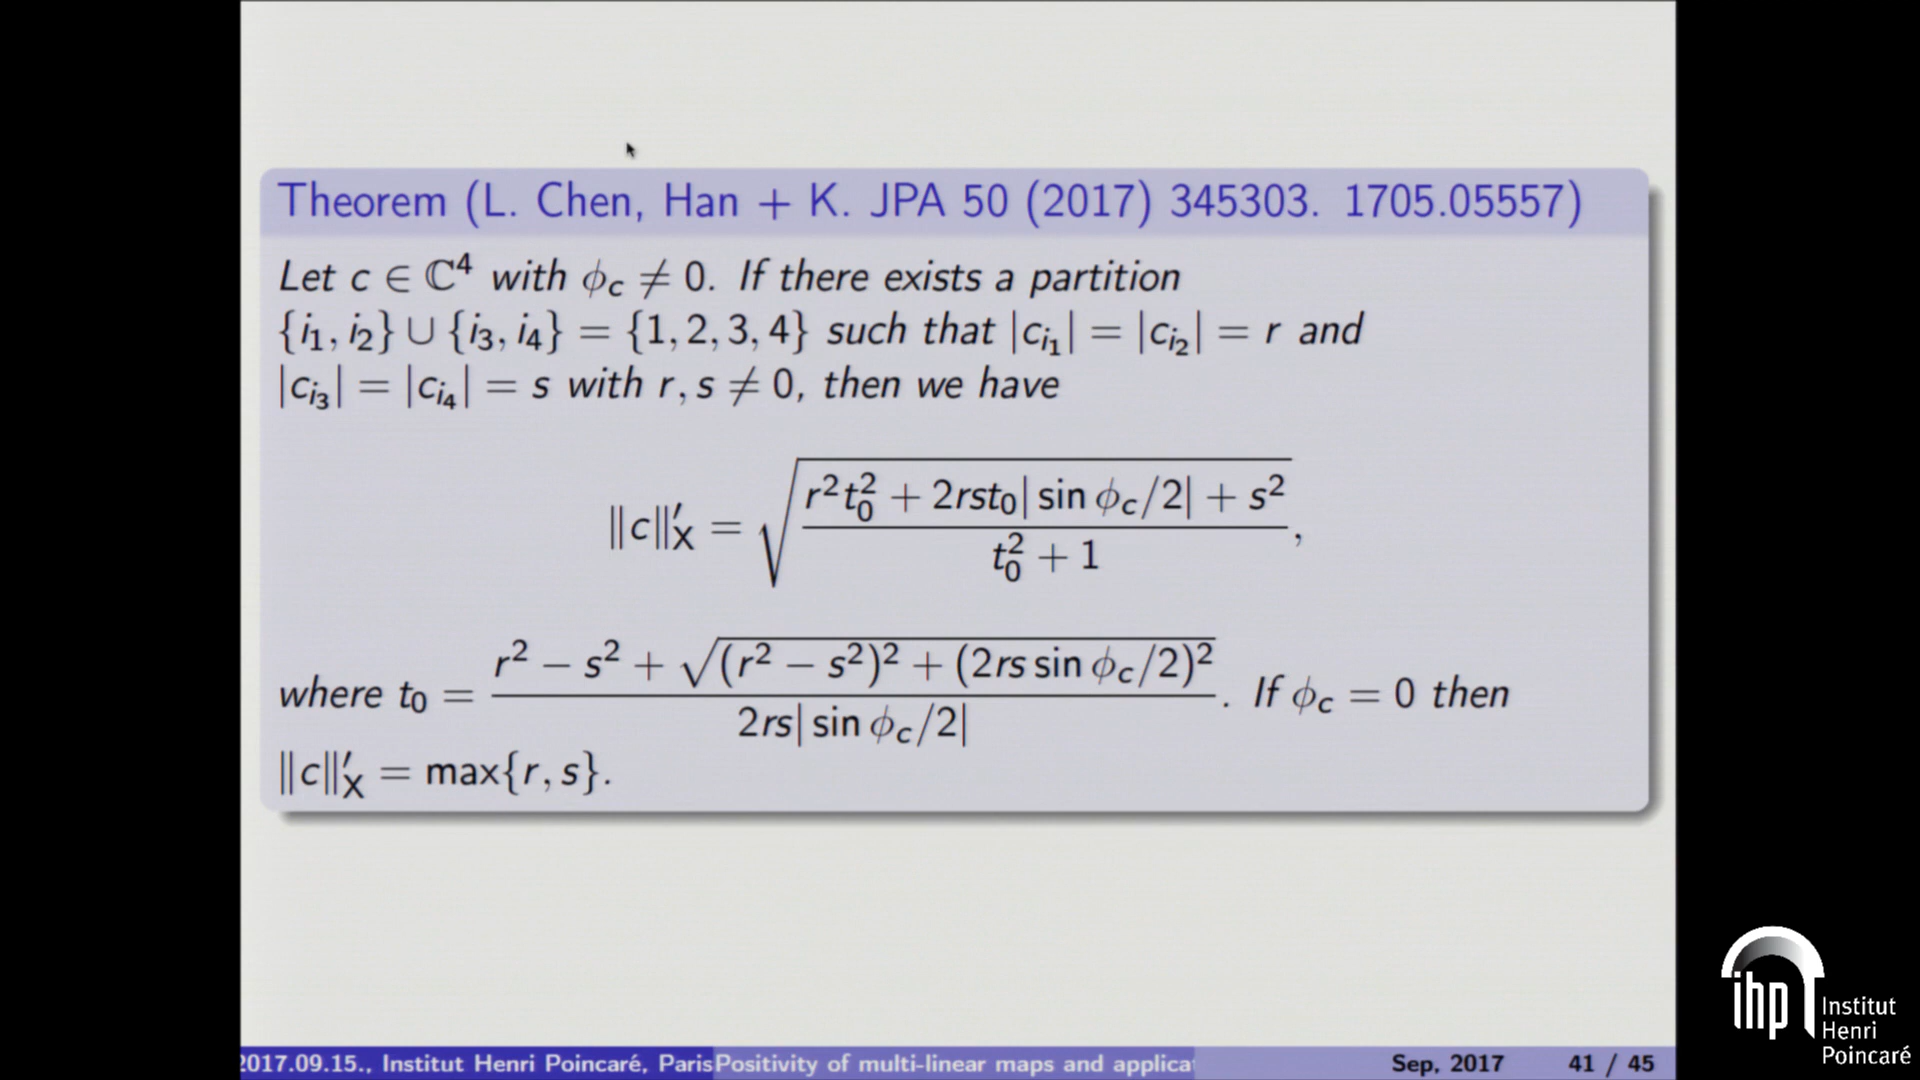 Theorem (L. Chen, Han + K. JPA 50 (2017) 345303. 1705.05557)
Let c ∈ ℂ⁴ with ϕ_c ≠ 0. If there exists a partition
{i₁, i₂} ∪ {i₃, i₄} = {1, 2, 3, 4} such that |c_{i₁}| = |c_{i₂}| = r and
|c_{i₃}| = |c_{i₄}| = s with r, s ≠ 0, then we have
‖c‖′_X = √((r²t₀² + 2rst₀| sin ϕ_c/2| + s²) / (t₀² + 1)),
where t₀ = (r² − s² + √((r² − s²)² + (2rs sin ϕ_c/2)²)) / (2rs| sin ϕ_c/2|). If ϕ_c = 0 then
‖c‖′_X = max{r, s}.
2017.09.15., Institut Henri Poincaré, Paris Positivity of multi-linear maps and applica Sep, 2017 41 / 45
ihp Institut
Henri
Poincaré